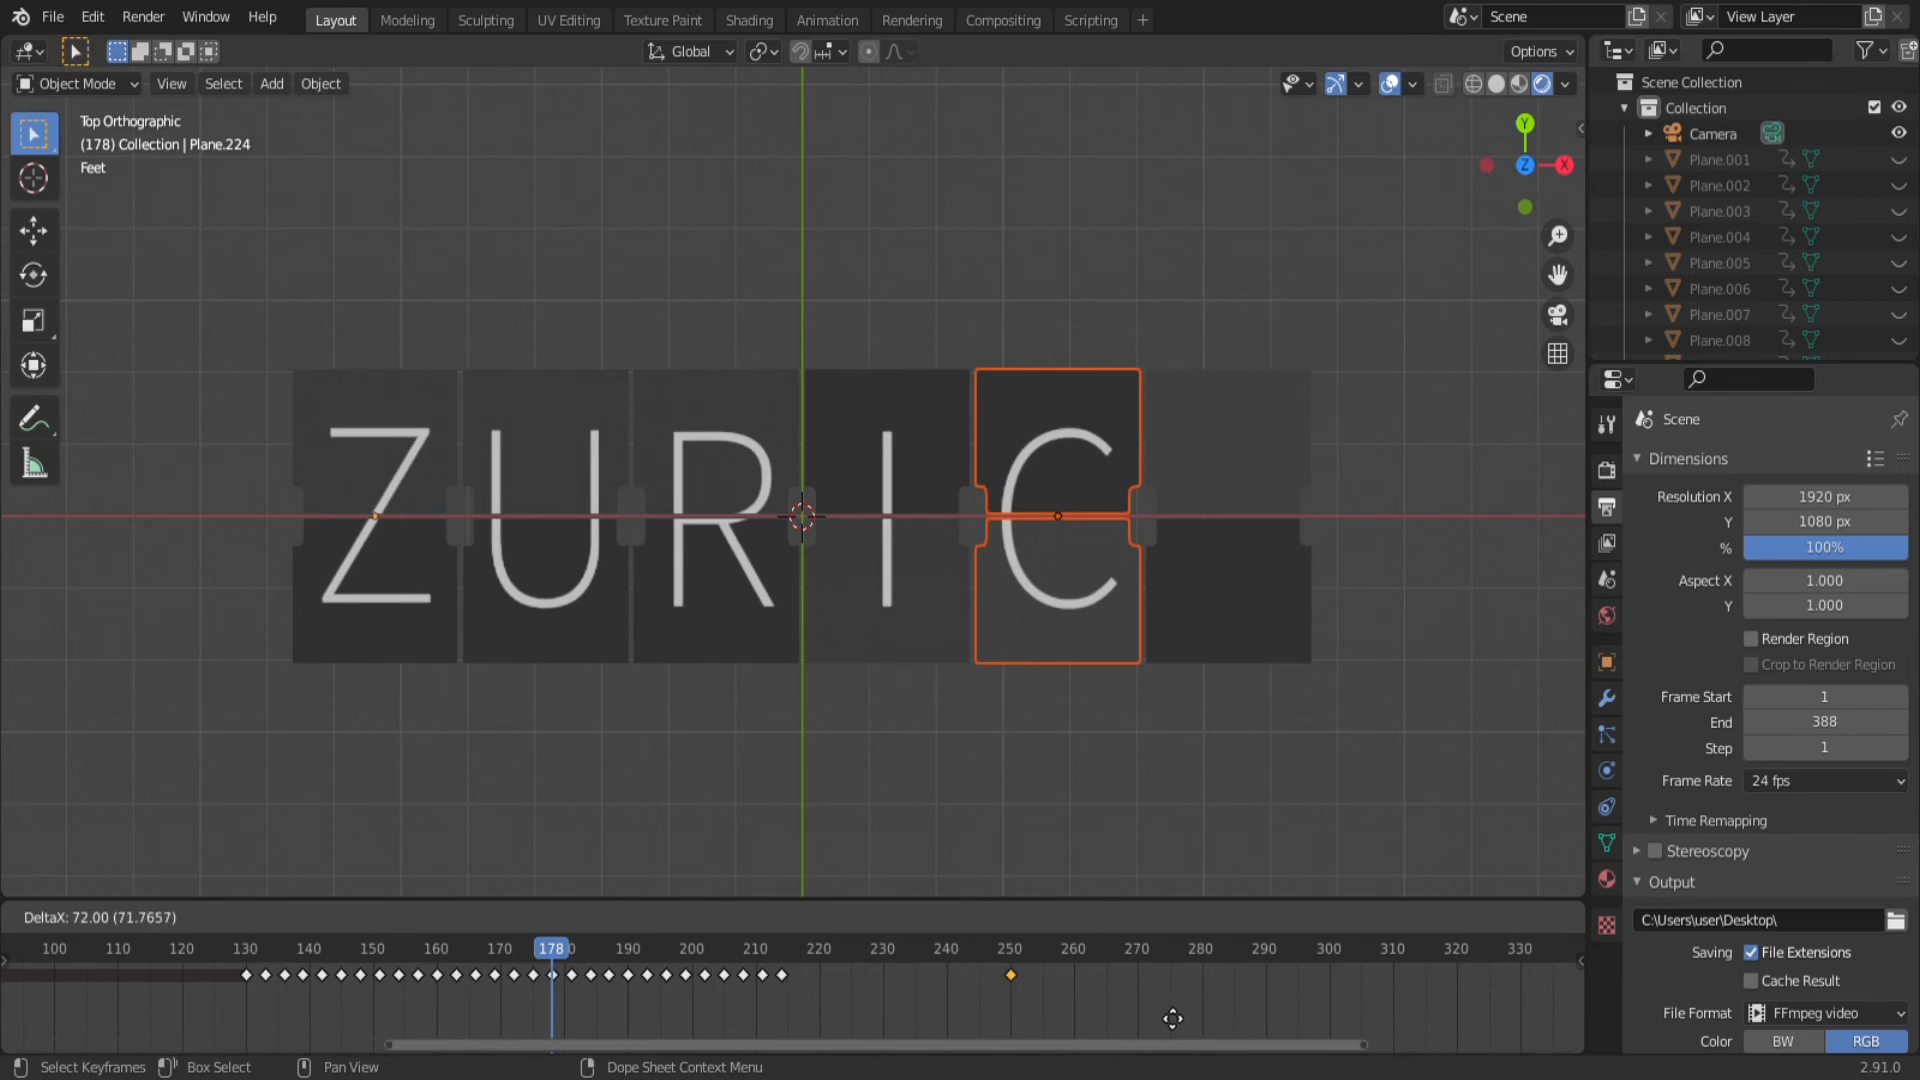 File Edit Render Window Help Layout Modeling Sculpting UV Editing Texture Paint Shading Animation Rendering Compositing Scripting + Scene View Layer
Global Options
Object Mode View Select Add Object
Top Orthographic
(178) Collection | Plane.224
Feet
Y
Z
X
ZURIC
Scene Collection
Collection
Camera
Plane.001
Plane.002
Plane.003
Plane.004
Plane.005
Plane.006
Plane.007
Plane.008
Scene
Dimensions
Resolution X 1920 px
Y 1080 px
% 100%
Aspect X 1.000
Y 1.000
Render Region
Crop to Render Region
Frame Start 1
End 388
Step 1
Frame Rate 24 fps
Time Remapping
Stereoscopy
Output
C:\Users\user\Desktop\
Saving File Extensions
Cache Result
File Format FFmpeg video
Color BW RGB
DeltaX: 72.00 (71.7657)
100 110 120 130 140 150 160 170 178 190 200 210 220 230 240 250 260 270 280 290 300 310 320 330
Select Keyframes Box Select Pan View Dope Sheet Context Menu 2.91.0